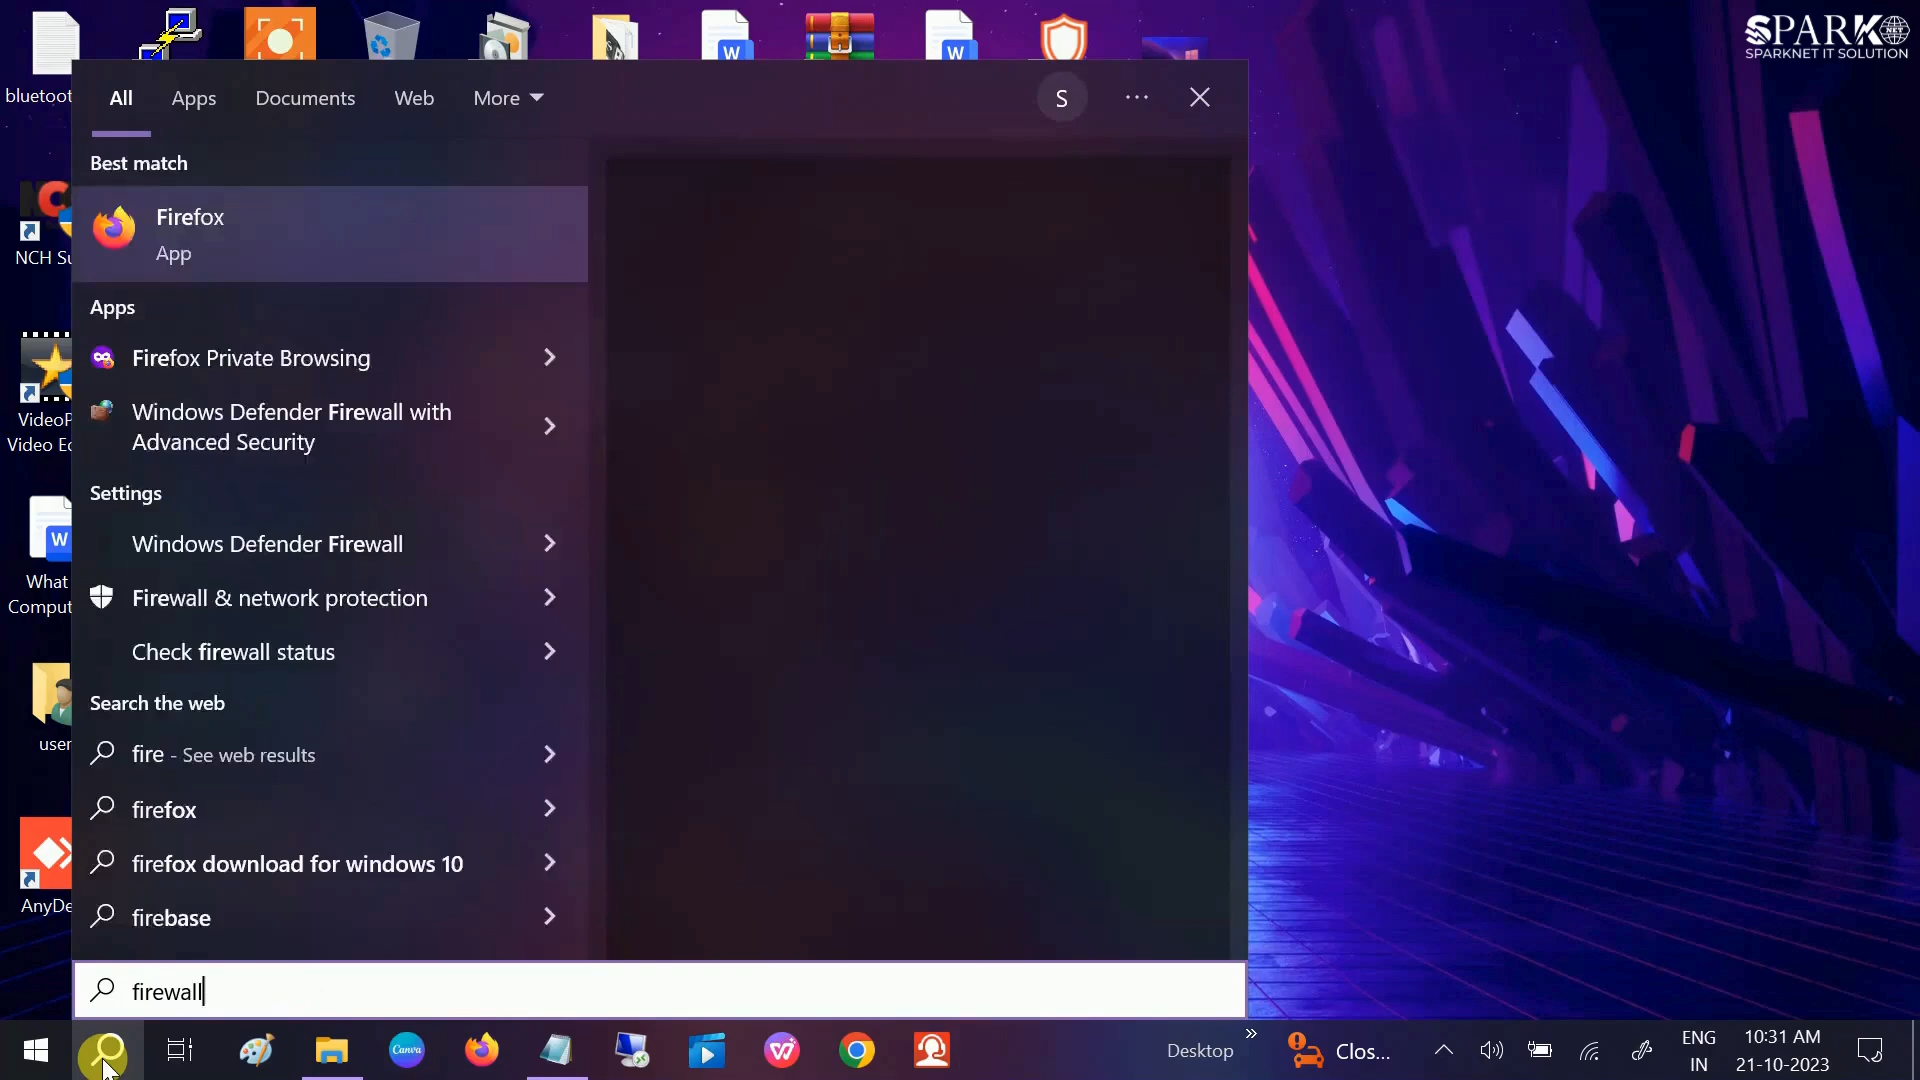 SPARK NET
SPARKNET IT SOLUTION
bluetoot
All Apps Documents Web More S
Best match
Firefox
App
Apps
Firefox Private Browsing
Windows Defender Firewall with
Advanced Security
Settings
Windows Defender Firewall
Firewall & network protection
Check firewall status
Search the web
fire - See web results
firefox
firefox download for windows 10
firebase
firewall
NCH Su
VideoP
Video Ed
W
What
Comput
user
AnyDe
W
W
Canva
Desktop
Clos...
ENG
IN
10:31 AM
21-10-2023